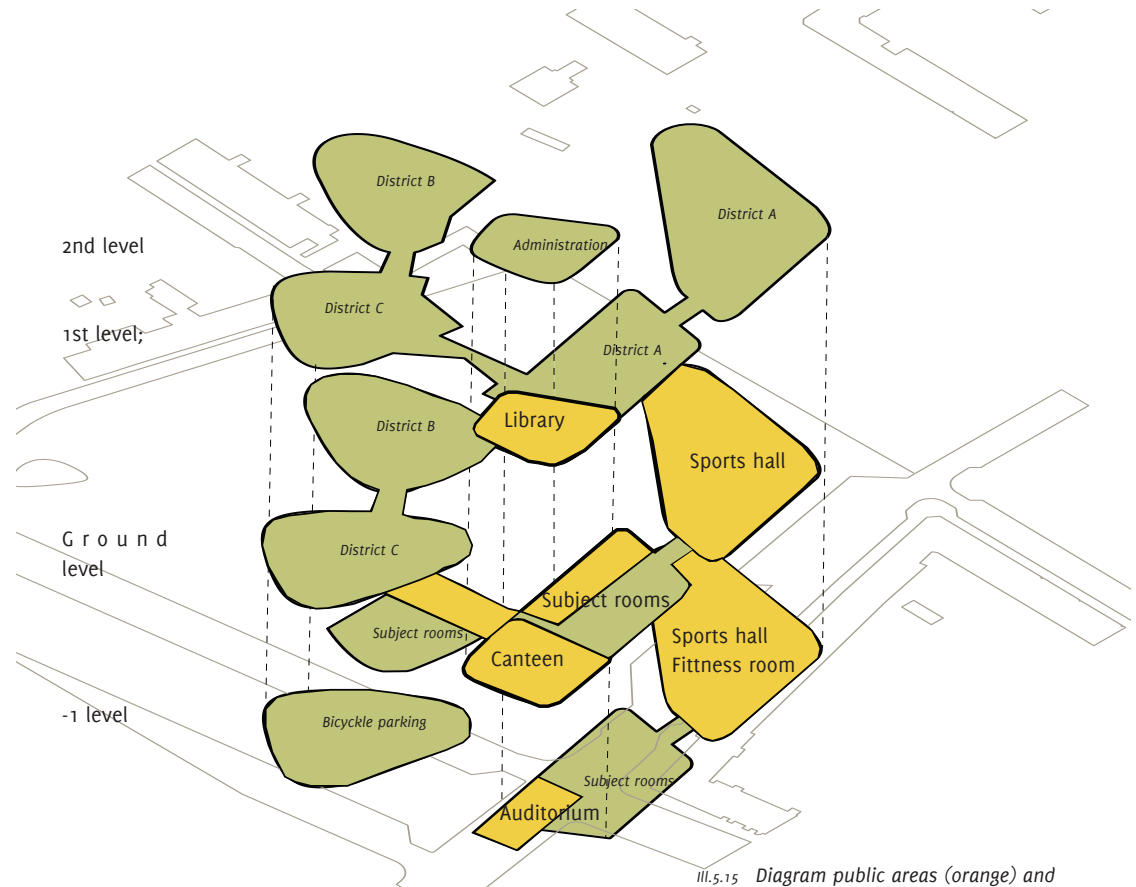 District B
District A
2nd level
Administration
District C
1st level;
District A
District B
Library
Sports hall
Ground
level
District C
Subject rooms
Subject rooms
Sports hall
Fittness room
Canteen
-1 level
Bicyckle parking
Subject rooms
Auditorium
Ill.5.15 Diagram public areas (orange) and